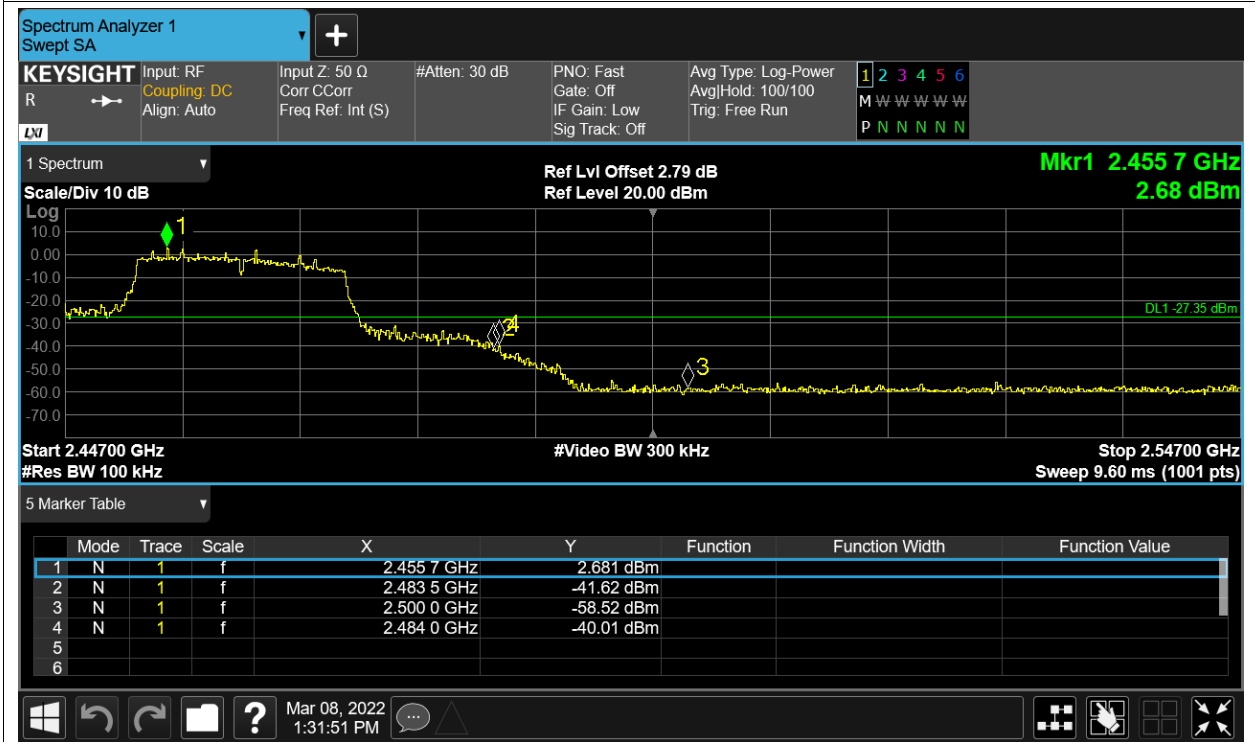 Spectrum Analyzer 1
Swept SA
+
KEYSIGHT
R
LXI
Input: RF
Coupling: DC
Align: Auto
Input Z: 50 Ω
Corr CCorr
Freq Ref: Int (S)
#Atten: 30 dB
PNO: Fast
Gate: Off
IF Gain: Low
Sig Track: Off
Avg Type: Log-Power
Avg|Hold: 100/100
Trig: Free Run
1 2 3 4 5 6
M W W W W W
P N N N N N
1 Spectrum
Scale/Div 10 dB
Ref Lvl Offset 2.79 dB
Ref Level 20.00 dBm
Mkr1 2.455 7 GHz
2.68 dBm
Log
10.0
0.00
-10.0
-20.0
-30.0
-40.0
-50.0
-60.0
-70.0
1
DL1 -27.35 dBm
2
4
3
Start 2.44700 GHz
#Video BW 300 kHz
Stop 2.54700 GHz
#Res BW 100 kHz
Sweep 9.60 ms (1001 pts)
5 Marker Table
Mode Trace Scale X Y Function Function Width Function Value
1 N 1 f 2.455 7 GHz 2.681 dBm
2 N 1 f 2.483 5 GHz -41.62 dBm
3 N 1 f 2.500 0 GHz -58.52 dBm
4 N 1 f 2.484 0 GHz -40.01 dBm
5
6
?
Mar 08, 2022
1:31:51 PM